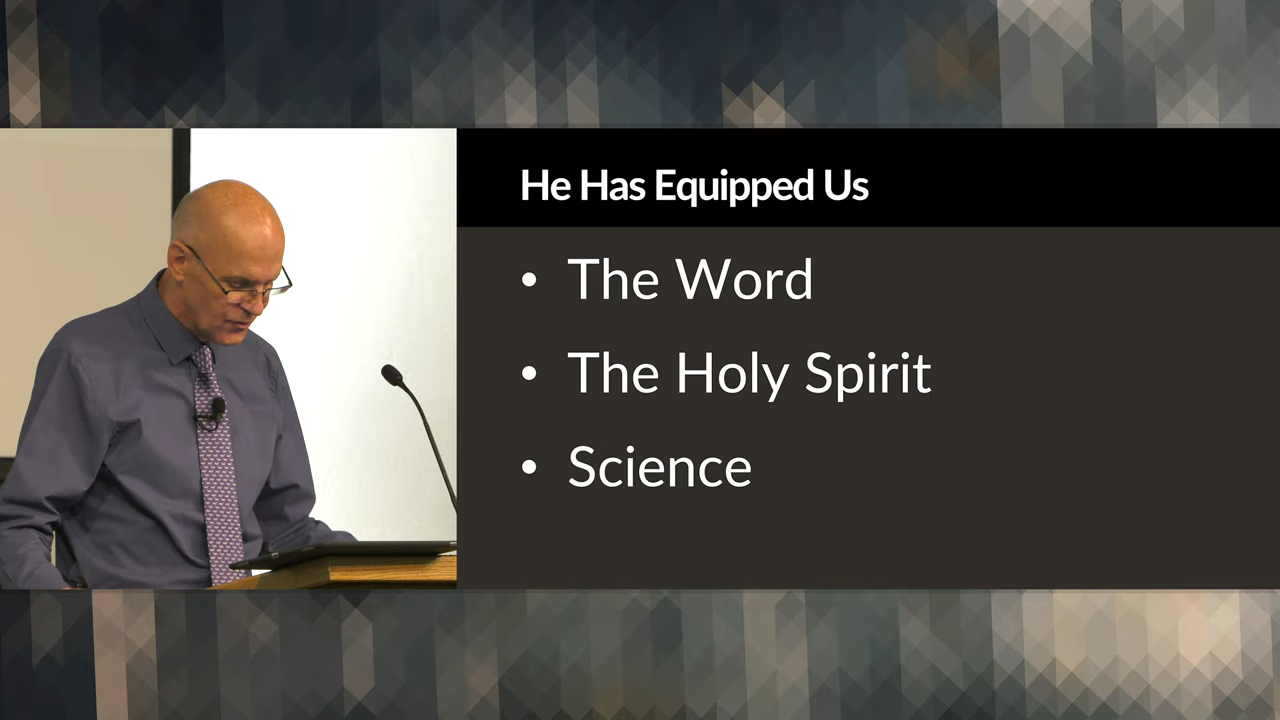 He Has Equipped Us
• The Word
• The Holy Spirit
• Science